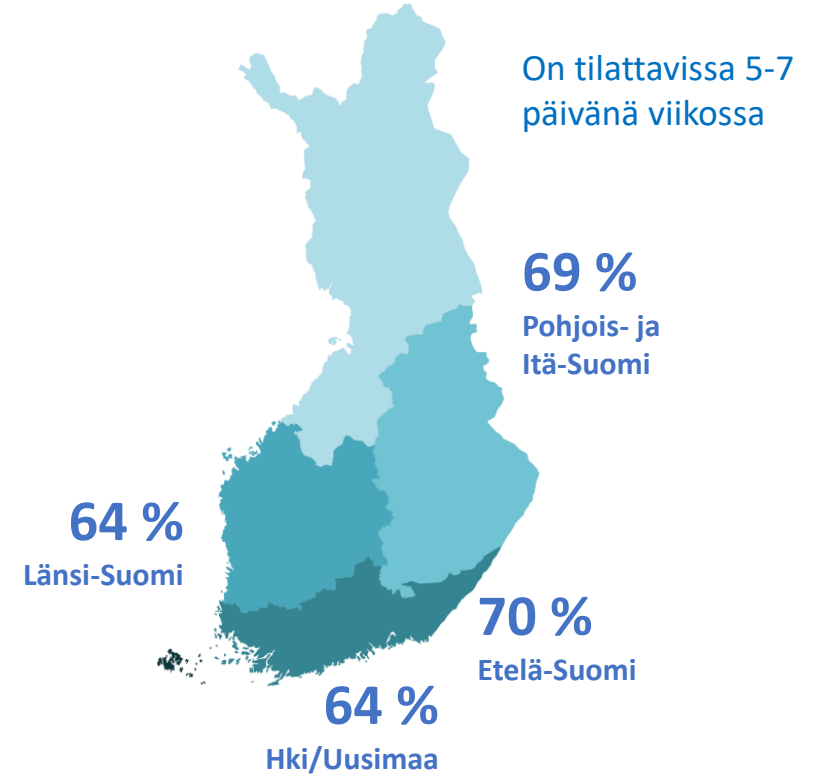 On tilattavissa 5-7
päivänä viikossa
69 %
Pohjois- ja
Itä-Suomi
64 %
Länsi-Suomi
70 %
Etelä-Suomi
64 %
Hki/Uusimaa